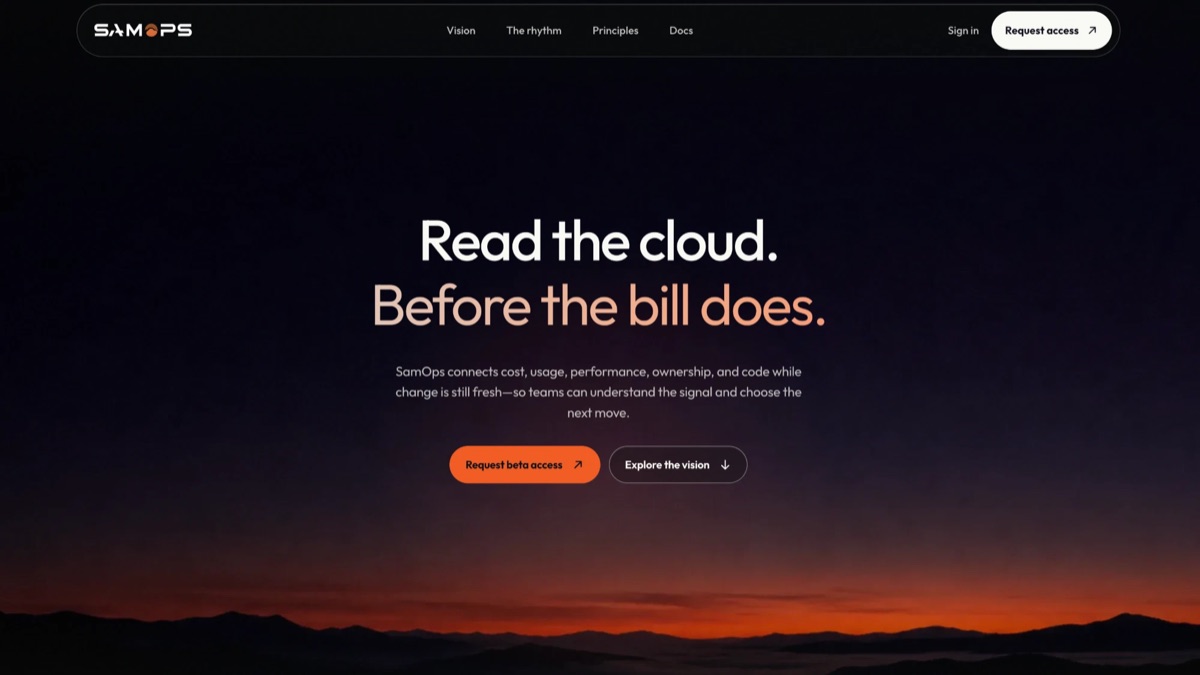 SAMOPS
Vision
The rhythm
Principles
Docs
Sign in
Request access
Read the cloud.
Before the bill does.
SamOps connects cost, usage, performance, ownership, and code while
change is still fresh—so teams can understand the signal and choose the
next move.
Request beta access
Explore the vision